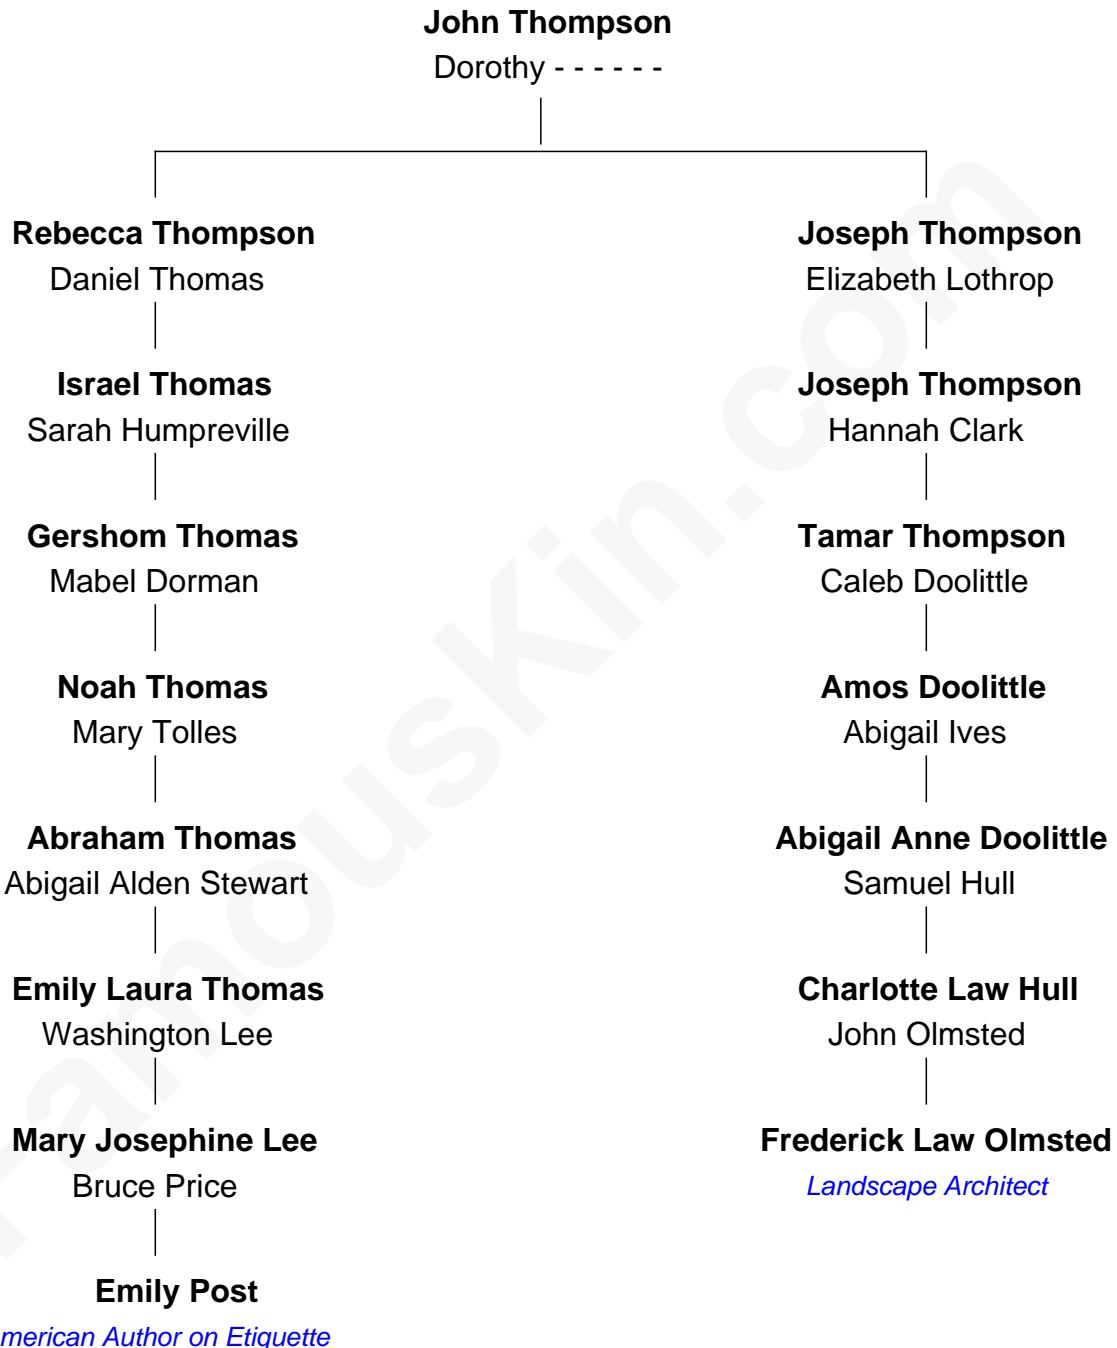 John Thompson
Dorothy - - - - - -
Rebecca Thompson
Daniel Thomas
Israel Thomas
Sarah Humpreville
Gershom Thomas
Mabel Dorman
Noah Thomas
Mary Tolles
Abraham Thomas
Abigail Alden Stewart
Emily Laura Thomas
Washington Lee
Mary Josephine Lee
Bruce Price
Emily Post
merican Author on Etiquette
Joseph Thompson
Elizabeth Lothrop
Joseph Thompson
Hannah Clark
Tamar Thompson
Caleb Doolittle
Amos Doolittle
Abigail Ives
Abigail Anne Doolittle
Samuel Hull
Charlotte Law Hull
John Olmsted
Frederick Law Olmsted
Landscape Architect
FamousKin.com